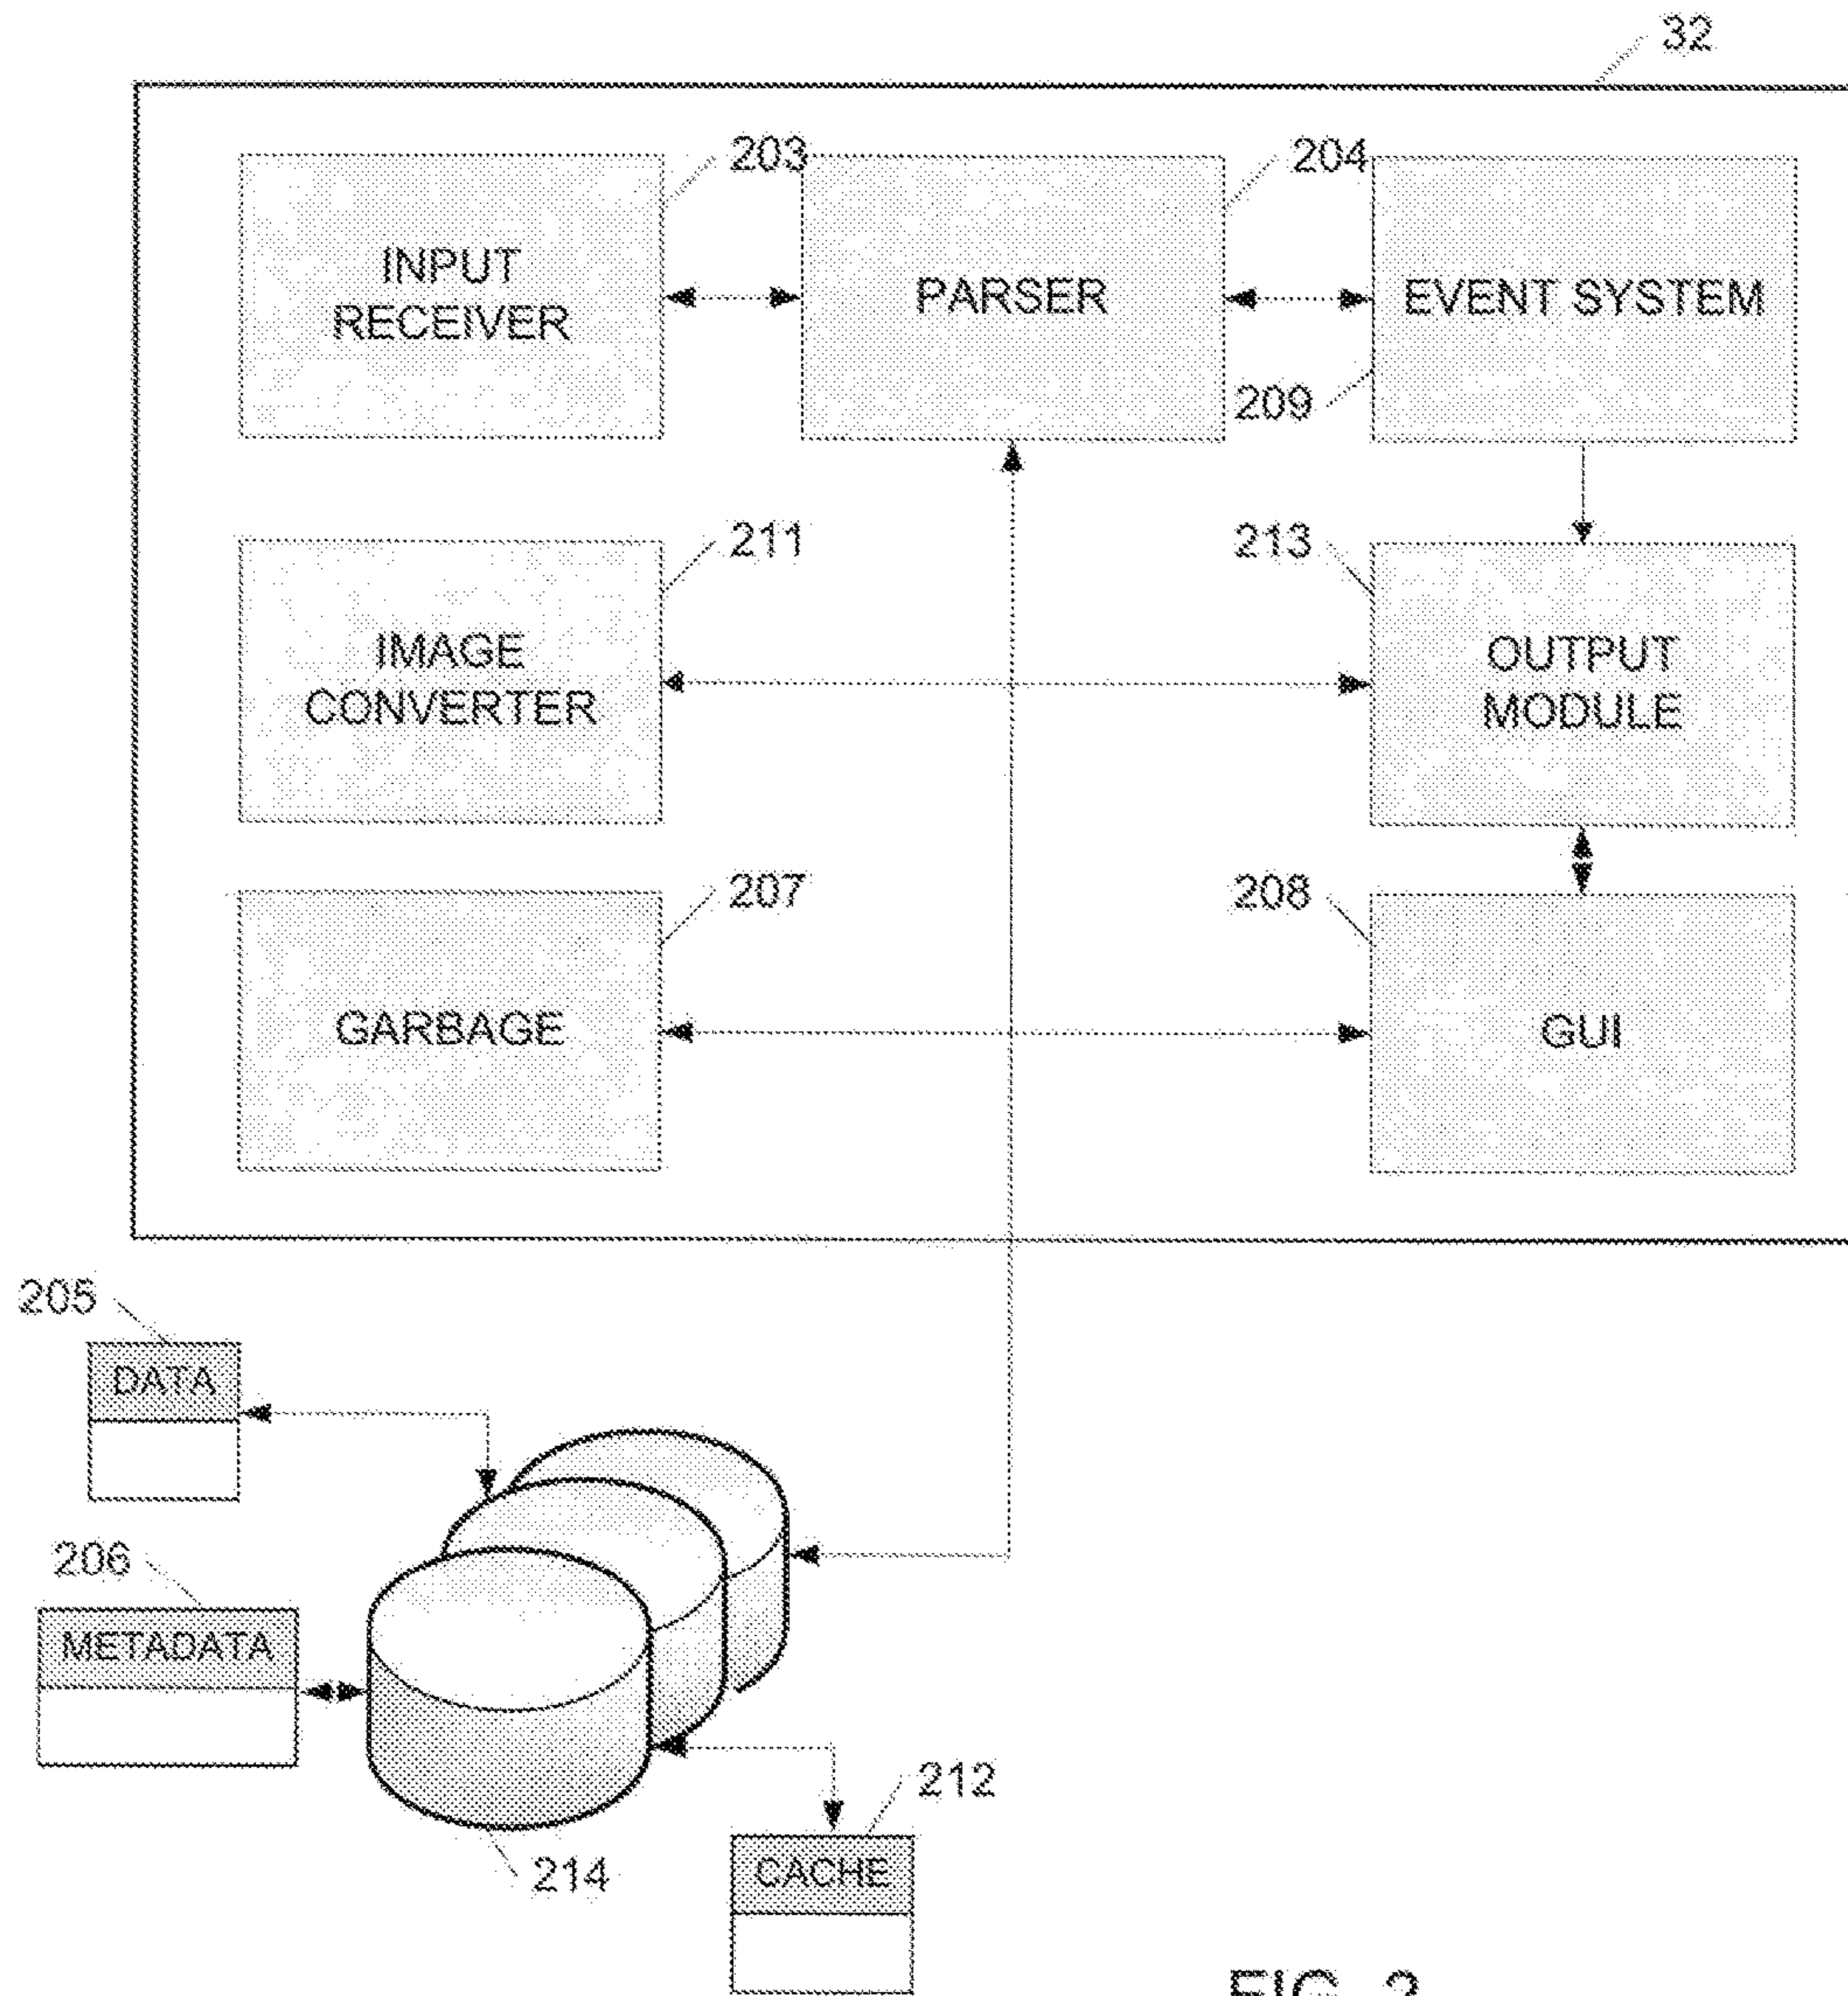 32
203
204
INPUT
RECEIVER
PARSER
EVENT SYSTEM
209
211
213
IMAGE
CONVERTER
OUTPUT
MODULE
207
208
GARBAGE
GUI
205
DATA
206
METADATA
212
214
CACHE
FIG.